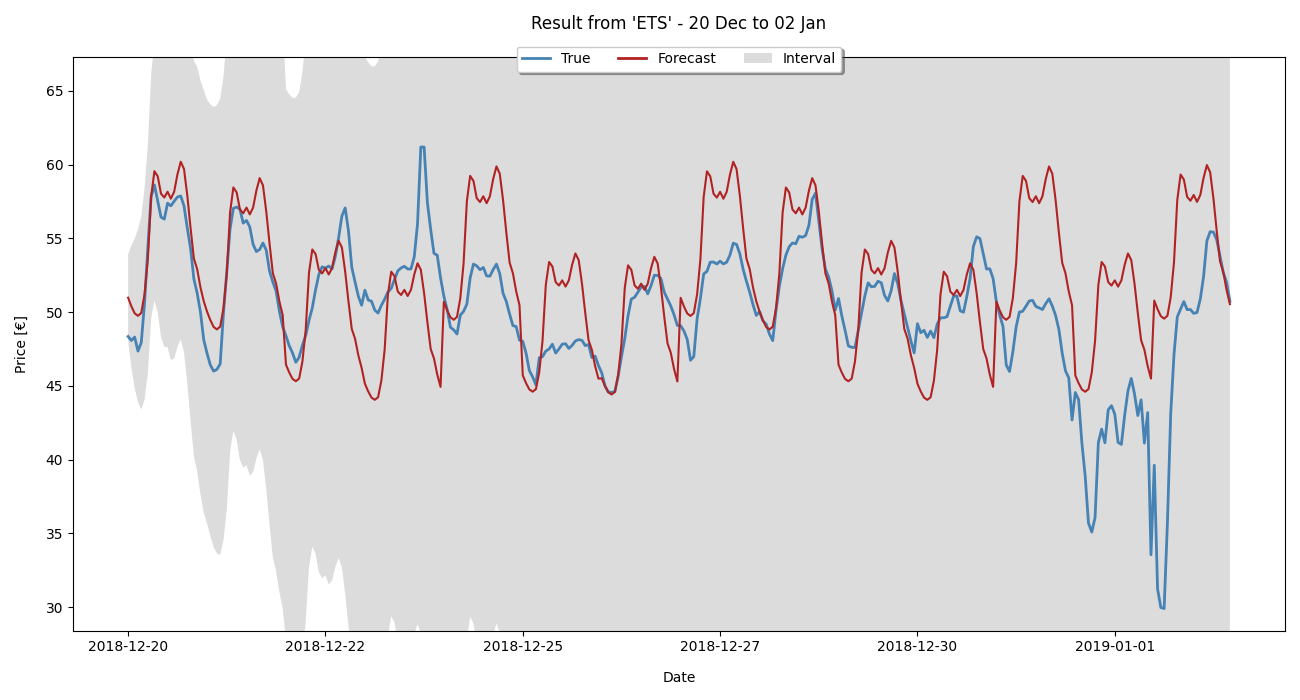 Result from 'ETS' - 20 Dec to 02 Jan
True
Forecast
Interval
65
60
55
50
45
40
35
30
Price [€]
2018-12-20
2018-12-22
2018-12-25
2018-12-27
2018-12-30
2019-01-01
Date